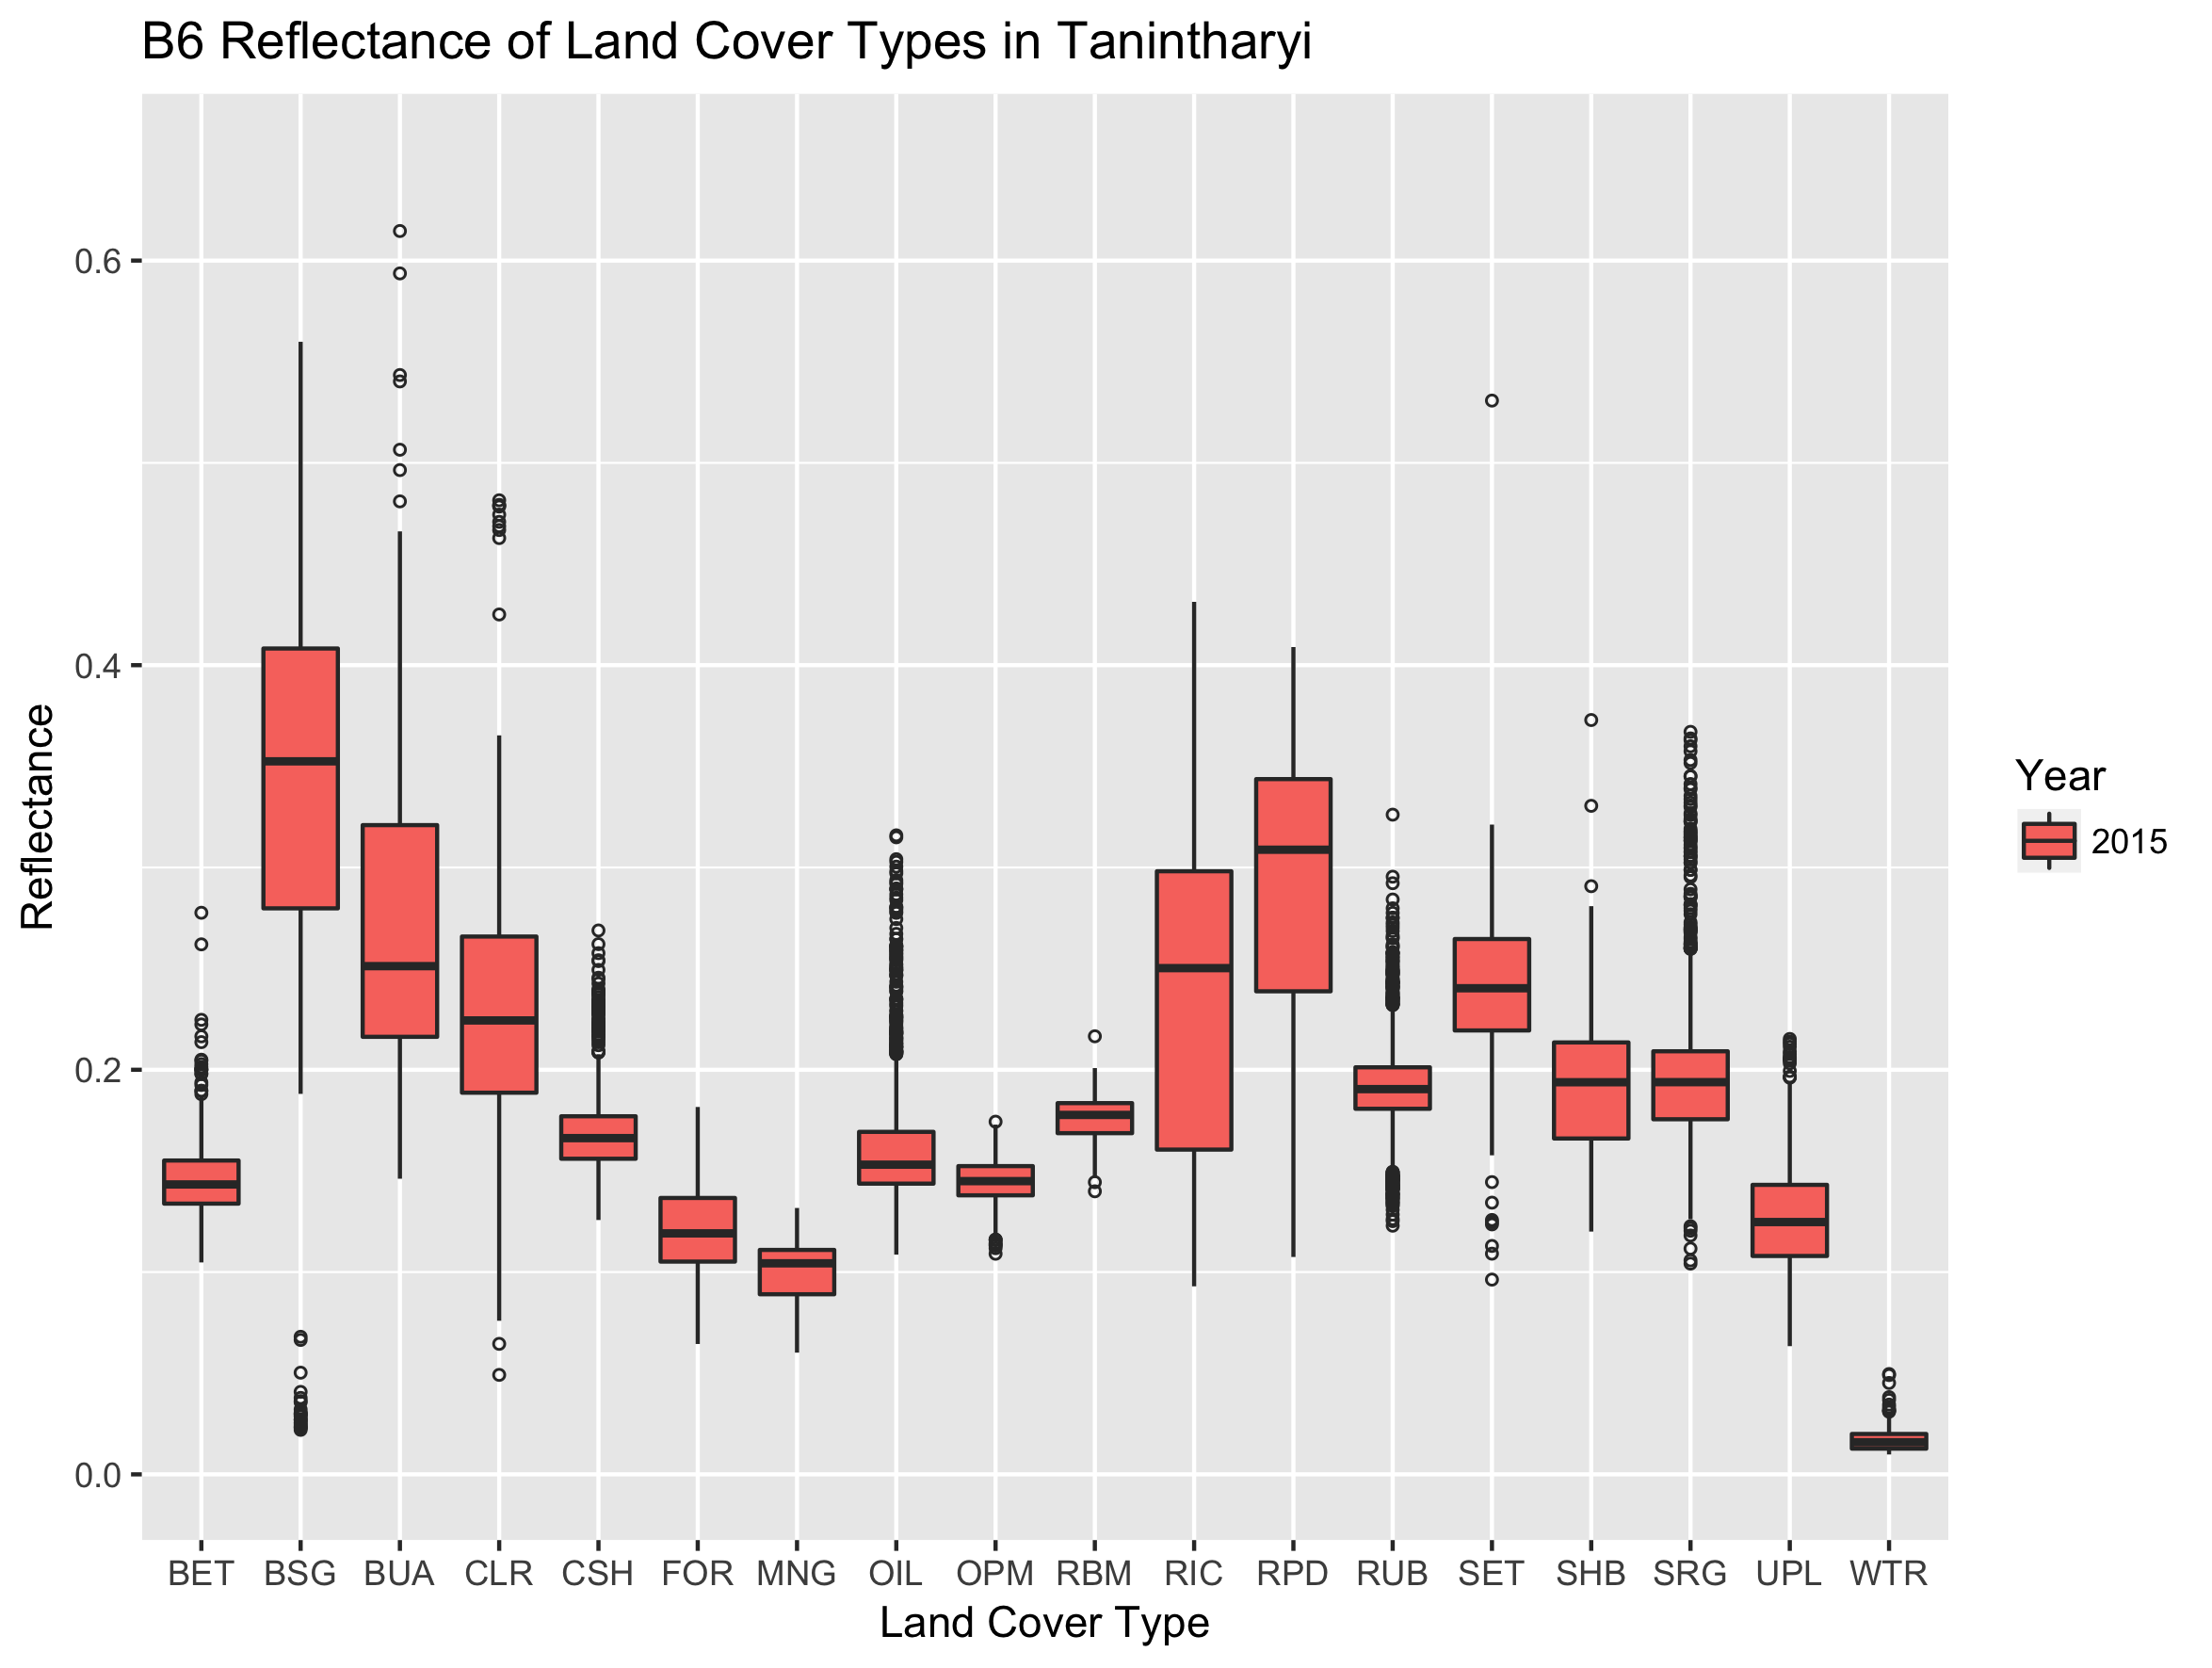 B6 Reflectance of Land Cover Types in Tanintharyi
0.6
0.4
0.2
0.0
Reflectance
BET BSG BUA CLR CSH FOR MNG OIL OPM RBM RIC RPD RUB SET SHB SRG UPL WTR
Land Cover Type
Year
2015